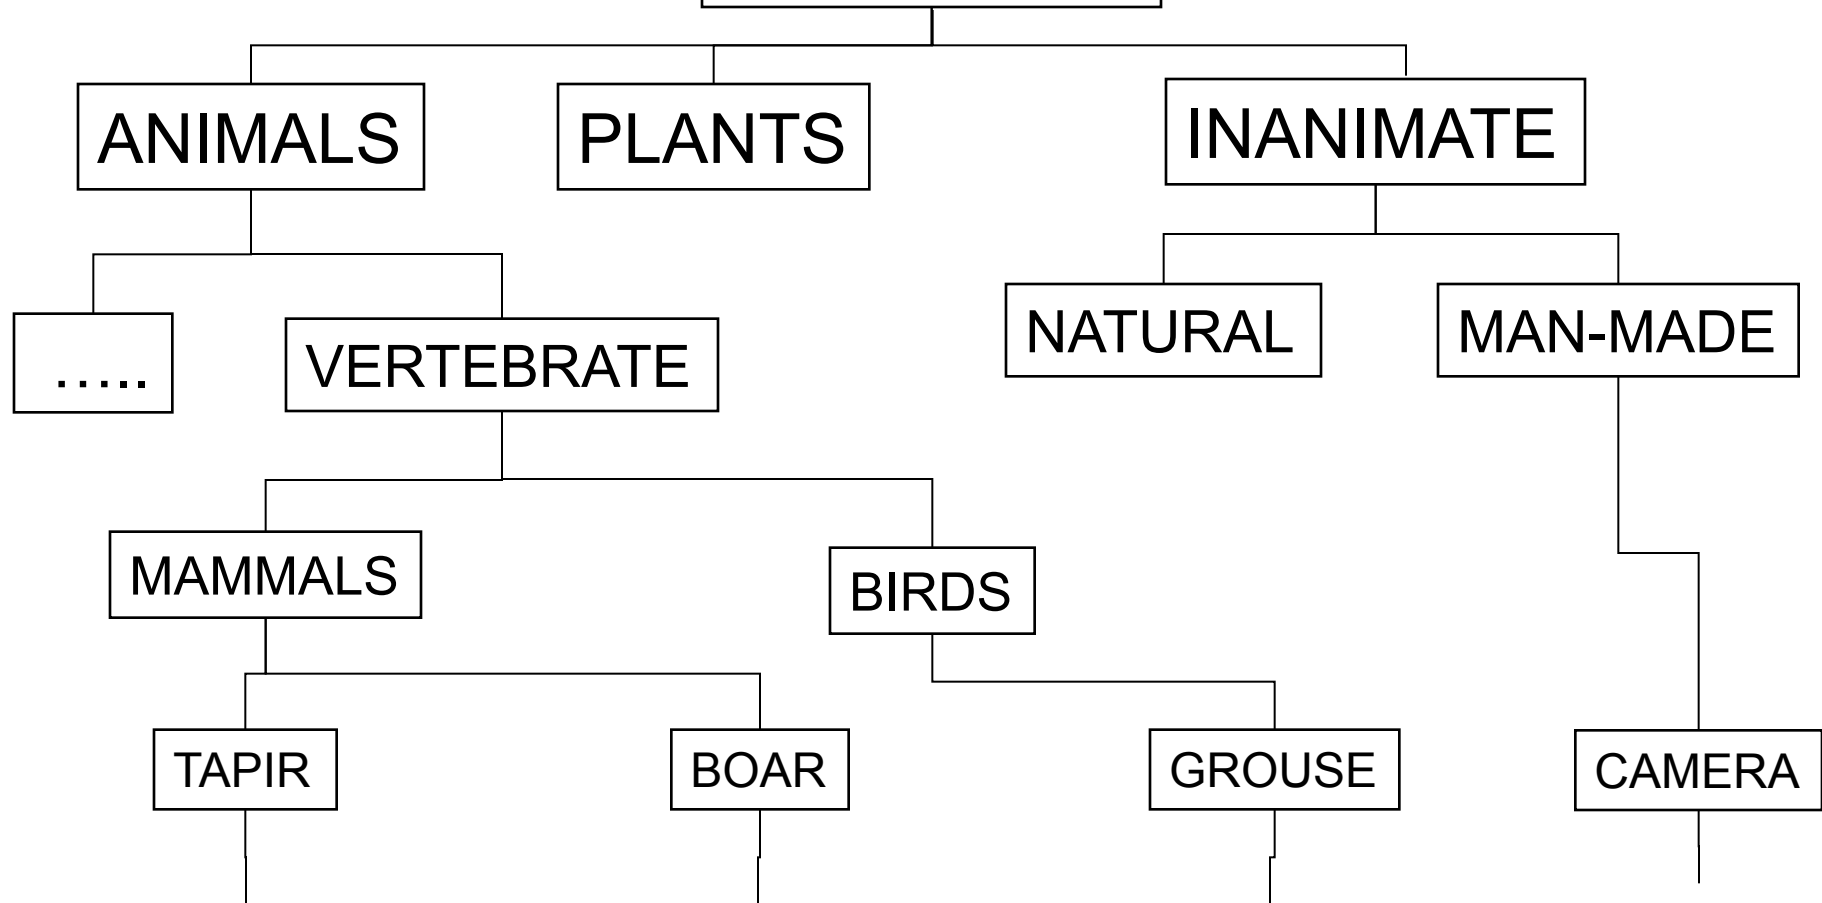 ANIMALS
PLANTS
INANIMATE
NATURAL
MAN-MADE
…..
VERTEBRATE
MAMMALS
BIRDS
TAPIR
BOAR
GROUSE
CAMERA